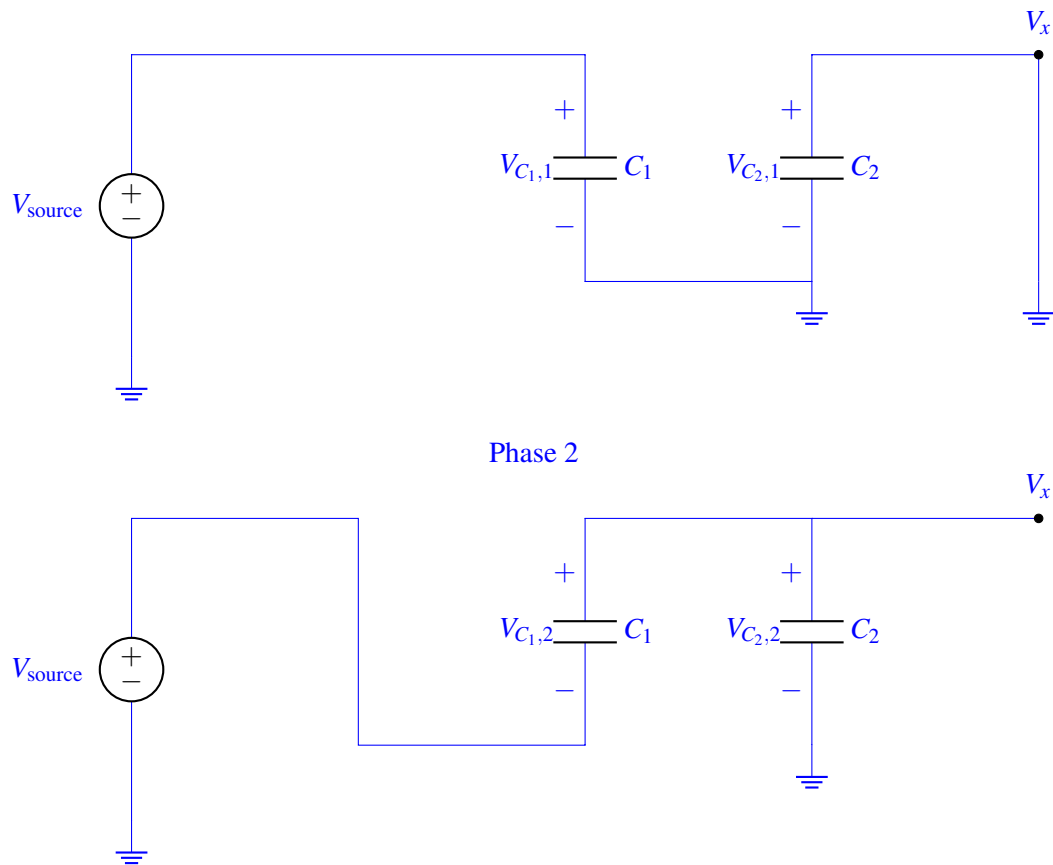 V_x
+ +
V_{C_1,1} C_1 V_{C_2,1} C_2
+
V_source
−
− −
Phase 2
V_x
+ +
V_{C_1,2} C_1 V_{C_2,2} C_2
+
V_source
−
− −